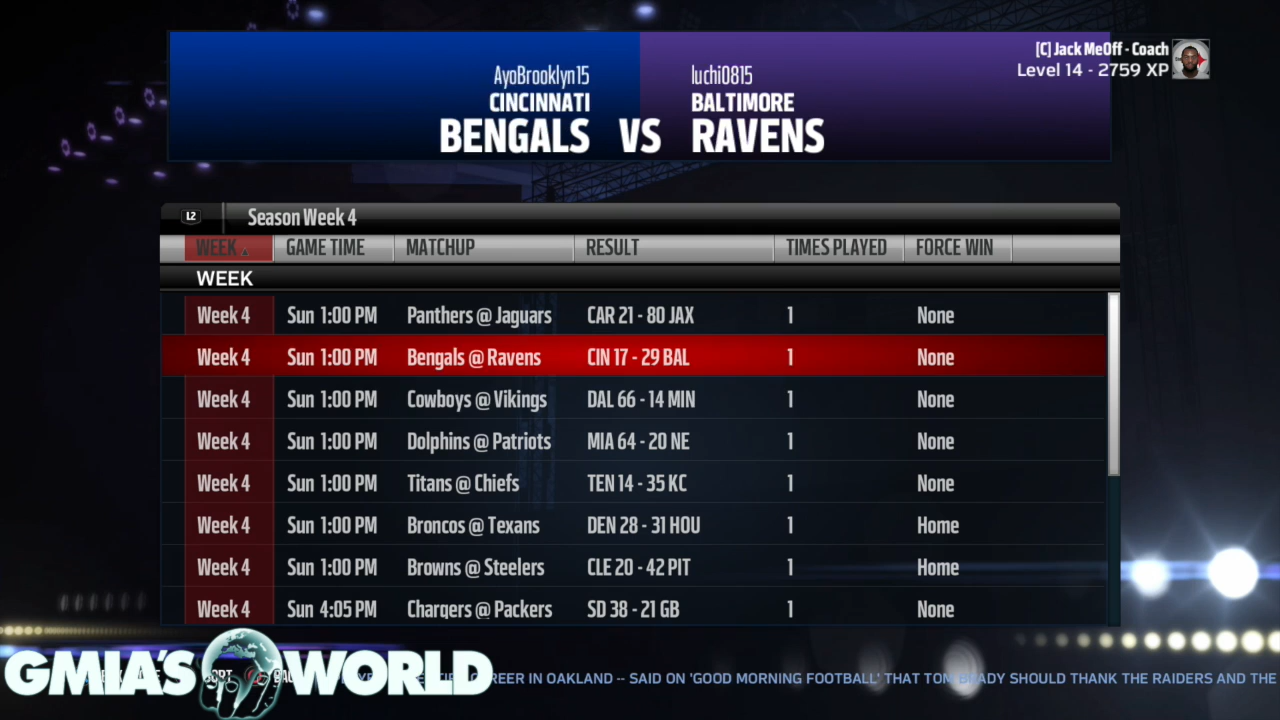 [C] Jack MeOff - Coach
Level 14 - 2759 XP
AyoBrooklyn15
CINCINNATI
BENGALS
VS
luchi0815
BALTIMORE
RAVENS
L2 Season Week 4
WEEK GAME TIME MATCHUP RESULT TIMES PLAYED FORCE WIN
WEEK
Week 4 Sun 1:00 PM Panthers @ Jaguars CAR 21 - 80 JAX 1 None
Week 4 Sun 1:00 PM Bengals @ Ravens CIN 17 - 29 BAL 1 None
Week 4 Sun 1:00 PM Cowboys @ Vikings DAL 66 - 14 MIN 1 None
Week 4 Sun 1:00 PM Dolphins @ Patriots MIA 64 - 20 NE 1 None
Week 4 Sun 1:00 PM Titans @ Chiefs TEN 14 - 35 KC 1 None
Week 4 Sun 1:00 PM Broncos @ Texans DEN 28 - 31 HOU 1 Home
Week 4 Sun 1:00 PM Browns @ Steelers CLE 20 - 42 PIT 1 Home
Week 4 Sun 4:05 PM Chargers @ Packers SD 38 - 21 GB 1 None
GMIA'S WORLD
IN OAKLAND -- SAID ON 'GOOD MORNING FOOTBALL' THAT TOM BRADY SHOULD THANK THE RAIDERS AND THE